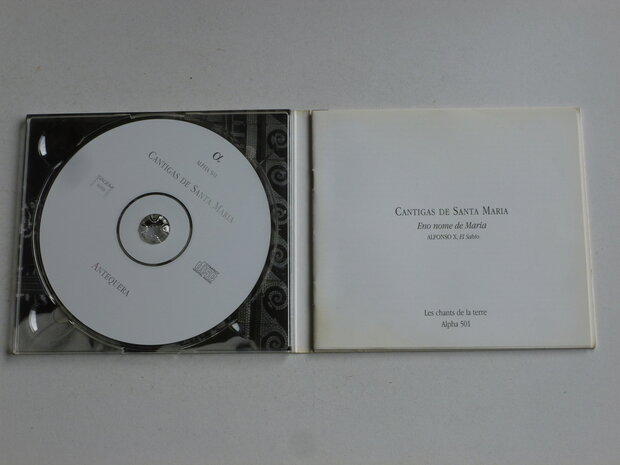 α
ALPHA 501
CANTIGAS DE SANTA MARIA
ANTEQUERA
CANTIGAS DE SANTA MARIA
Eno nome de Maria
ALFONSO X, El Sabio
Les chants de la terre
Alpha 501